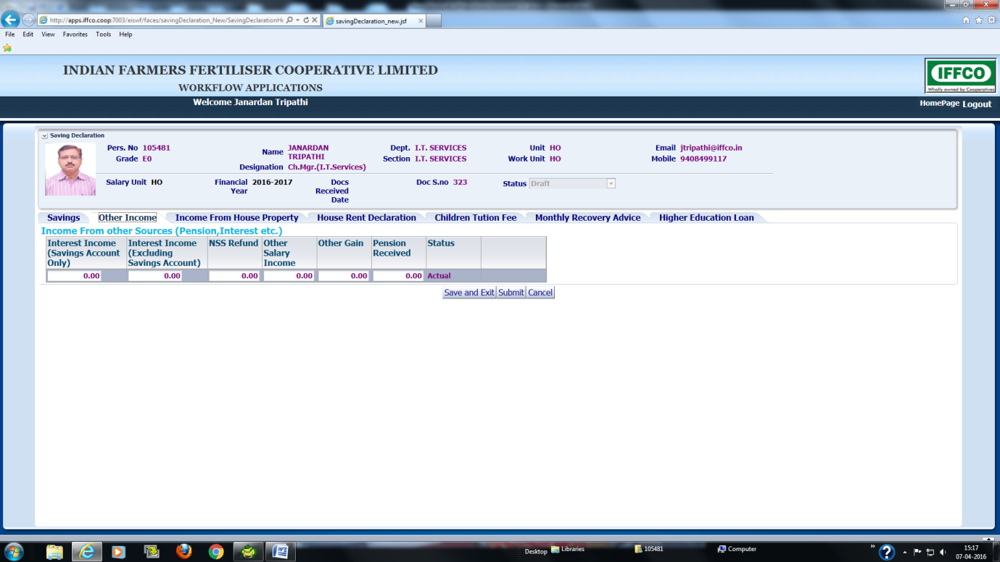 http://apps.iffco.coop:7003/eiswf/faces/savingDeclaration_New/SavingDeclarationHo
savingDeclaration_new.jsf
File Edit View Favorites Tools Help
INDIAN FARMERS FERTILISER COOPERATIVE LIMITED
WORKFLOW APPLICATIONS
IFFCO
Wholly owned by Cooperatives
Welcome Janardan Tripathi
HomePage Logout
Saving Declaration
Pers. No 105481 Name JANARDAN TRIPATHI Dept. I.T. SERVICES Unit HO Email jtripathi@iffco.in
Grade E0 Designation Ch.Mgr.(I.T.Services) Section I.T. SERVICES Work Unit HO Mobile 9408499117
Salary Unit HO Financial Year 2016-2017 Docs Received Date Doc S.no 323 Status Draft
Savings Other Income Income From House Property House Rent Declaration Children Tution Fee Monthly Recovery Advice Higher Education Loan
Income From other Sources (Pension,Interest etc.)
Interest Income (Savings Account Only) Interest Income (Excluding Savings Account) NSS Refund Other Salary Income Other Gain Pension Received Status
0.00 0.00 0.00 0.00 0.00 0.00 Actual
Save and Exit Submit Cancel
Desktop Libraries 105481 Computer 15:17
07-04-2016